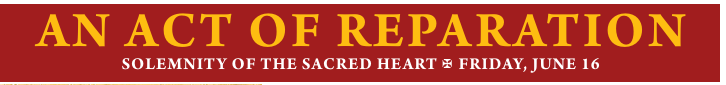 AN ACT OF REPARATION
SOLEMNITY OF THE SACRED HEART ✠ FRIDAY, JUNE 16